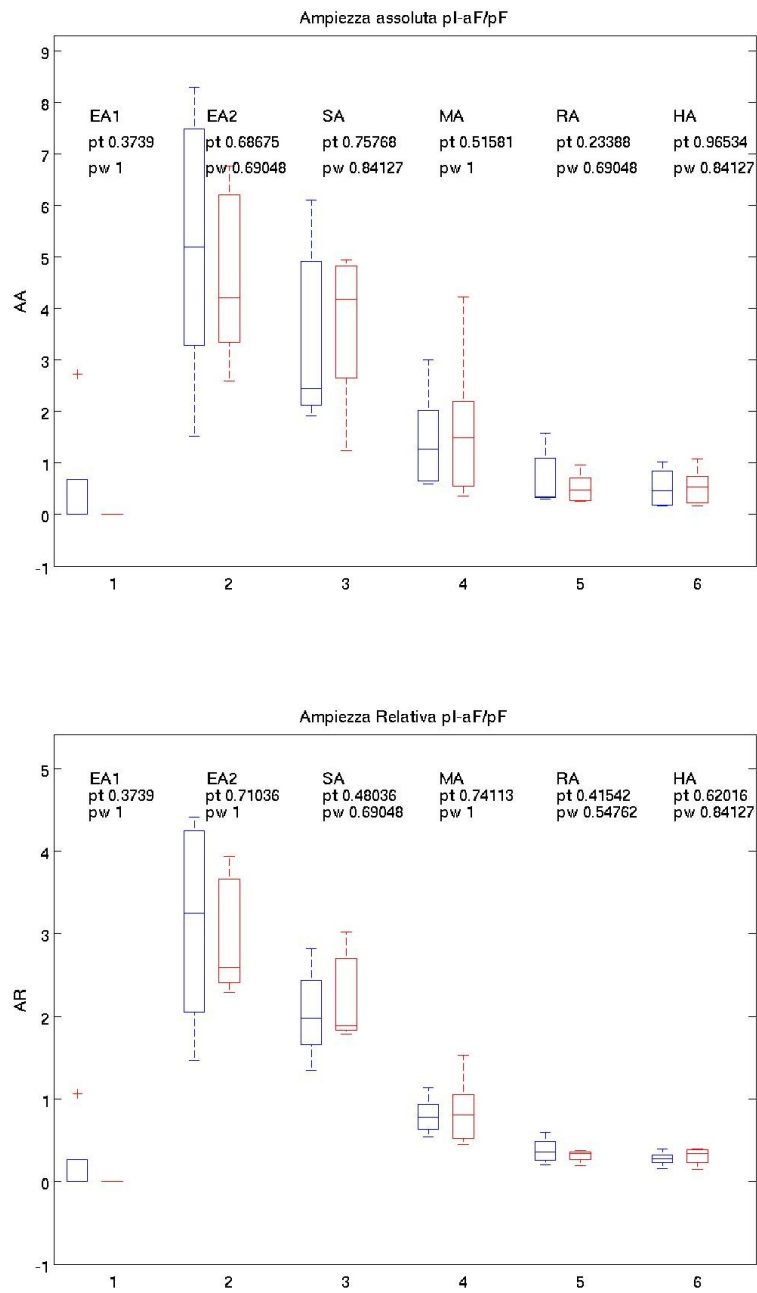 Ampiezza assoluta pI-aF/pF
9
8
7
6
5
4
3
2
1
0
-1
AA
EA1 EA2 SA MA RA HA
pt 0.3739 pt 0.68675 pt 0.75768 pt 0.51581 pt 0.23388 pt 0.96534
pw 1 pw 0.69048 pw 0.84127 pw 1 pw 0.69048 pw 0.84127
1 2 3 4 5 6
Ampiezza Relativa pI-aF/pF
5
4
3
2
1
0
-1
AR
EA1 EA2 SA MA RA HA
pt 0.3739 pt 0.71036 pt 0.48036 pt 0.74113 pt 0.41542 pt 0.62016
pw 1 pw 1 pw 0.69048 pw 1 pw 0.54762 pw 0.84127
1 2 3 4 5 6